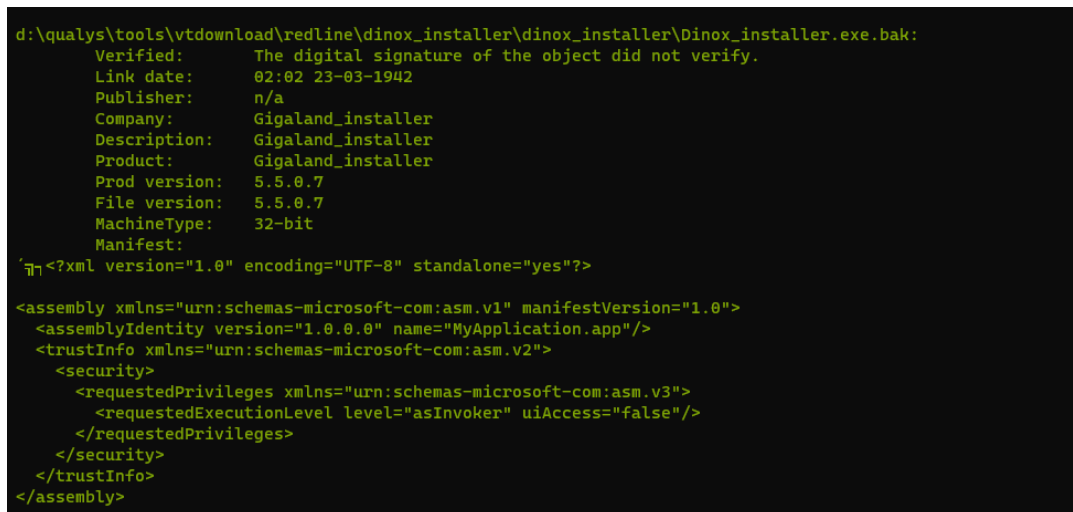 d:\qualys\tools\vtdownload\redline\dinox_installer\dinox_installer\Dinox_installer.exe.bak:
Verified: The digital signature of the object did not verify.
Link date: 02:02 23-03-1942
Publisher: n/a
Company: Gigaland_installer
Description: Gigaland_installer
Product: Gigaland_installer
Prod version: 5.5.0.7
File version: 5.5.0.7
MachineType: 32-bit
Manifest:
´╗┐<?xml version="1.0" encoding="UTF-8" standalone="yes"?>
<assembly xmlns="urn:schemas-microsoft-com:asm.v1" manifestVersion="1.0">
<assemblyIdentity version="1.0.0.0" name="MyApplication.app"/>
<trustInfo xmlns="urn:schemas-microsoft-com:asm.v2">
<security>
<requestedPrivileges xmlns="urn:schemas-microsoft-com:asm.v3">
<requestedExecutionLevel level="asInvoker" uiAccess="false"/>
</requestedPrivileges>
</security>
</trustInfo>
</assembly>